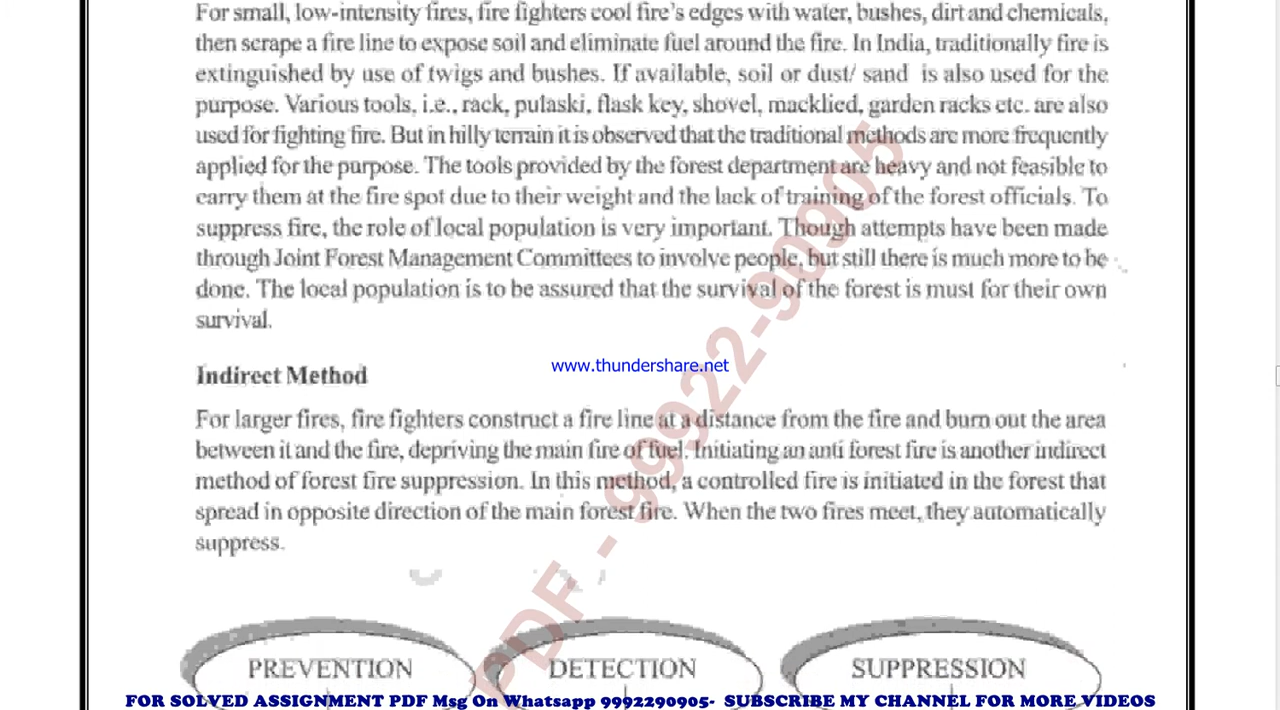 For small, low-intensity fires, fire fighters cool fire's edges with water, bushes, dirt and chemicals,
then scrape a fire line to expose soil and eliminate fuel around the fire. In India, traditionally fire is
extinguished by use of twigs and bushes. If available, soil or dust/ sand is also used for the
purpose. Various tools, i.e., rack, pulaski, flask key, shovel, macklied, garden racks etc. are also
used for fighting fire. But in hilly terrain it is observed that the traditional methods are more frequently
applied for the purpose. The tools provided by the forest department are heavy and not feasible to
carry them at the fire spot due to their weight and the lack of training of the forest officials. To
suppress fire, the role of local population is very important. Though attempts have been made
through Joint Forest Management Committees to involve people, but still there is much more to be
done. The local population is to be assured that the survival of the forest is must for their own
survival.
Indirect Method
www.thundershare.net
For larger fires, fire fighters construct a fire line at a distance from the fire and burn out the area
between it and the fire, depriving the main fire of fuel. Initiating an anti forest fire is another indirect
method of forest fire suppression. In this method, a controlled fire is initiated in the forest that
spread in opposite direction of the main forest fire. When the two fires meet, they automatically
suppress.
PDF - 99922-90905
PREVENTION
DETECTION
SUPPRESSION
FOR SOLVED ASSIGNMENT PDF Msg On Whatsapp 9992290905- SUBSCRIBE MY CHANNEL FOR MORE VIDEOS